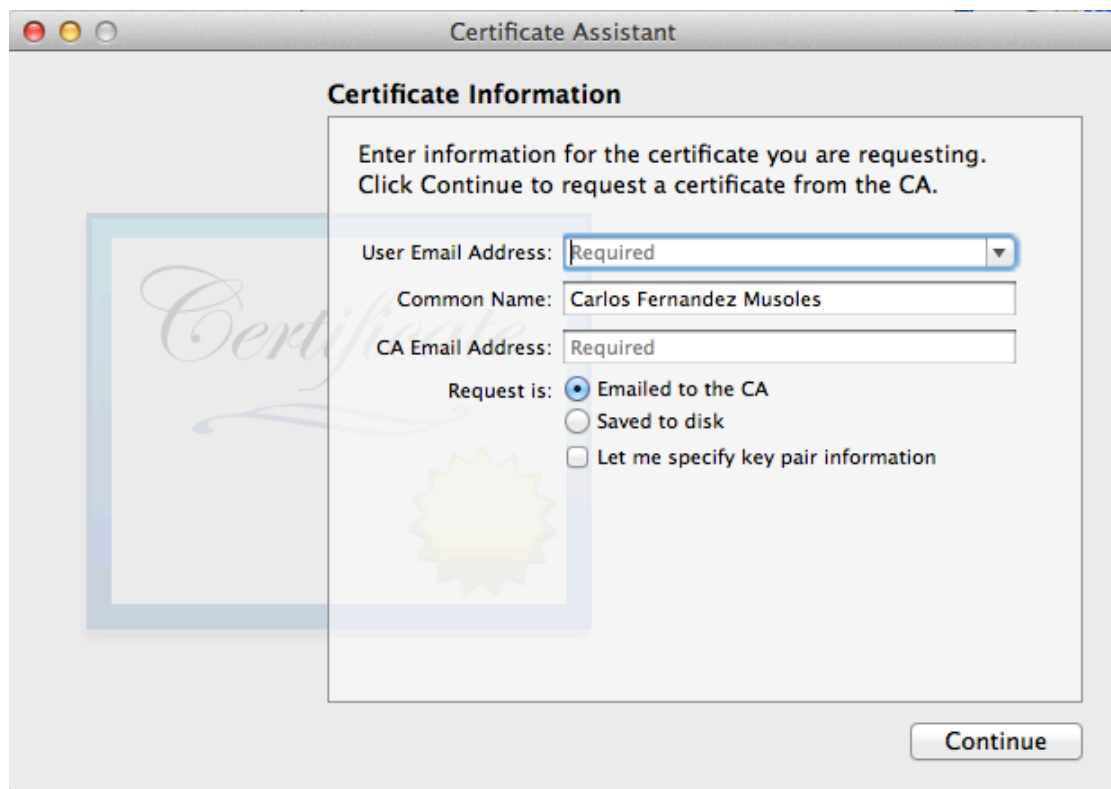 Certificate Assistant
Certificate Information
Enter information for the certificate you are requesting.
Click Continue to request a certificate from the CA.
Certificate
User Email Address: Required
Common Name: Carlos Fernandez Musoles
CA Email Address: Required
Request is: Emailed to the CA
Saved to disk
Let me specify key pair information
Continue